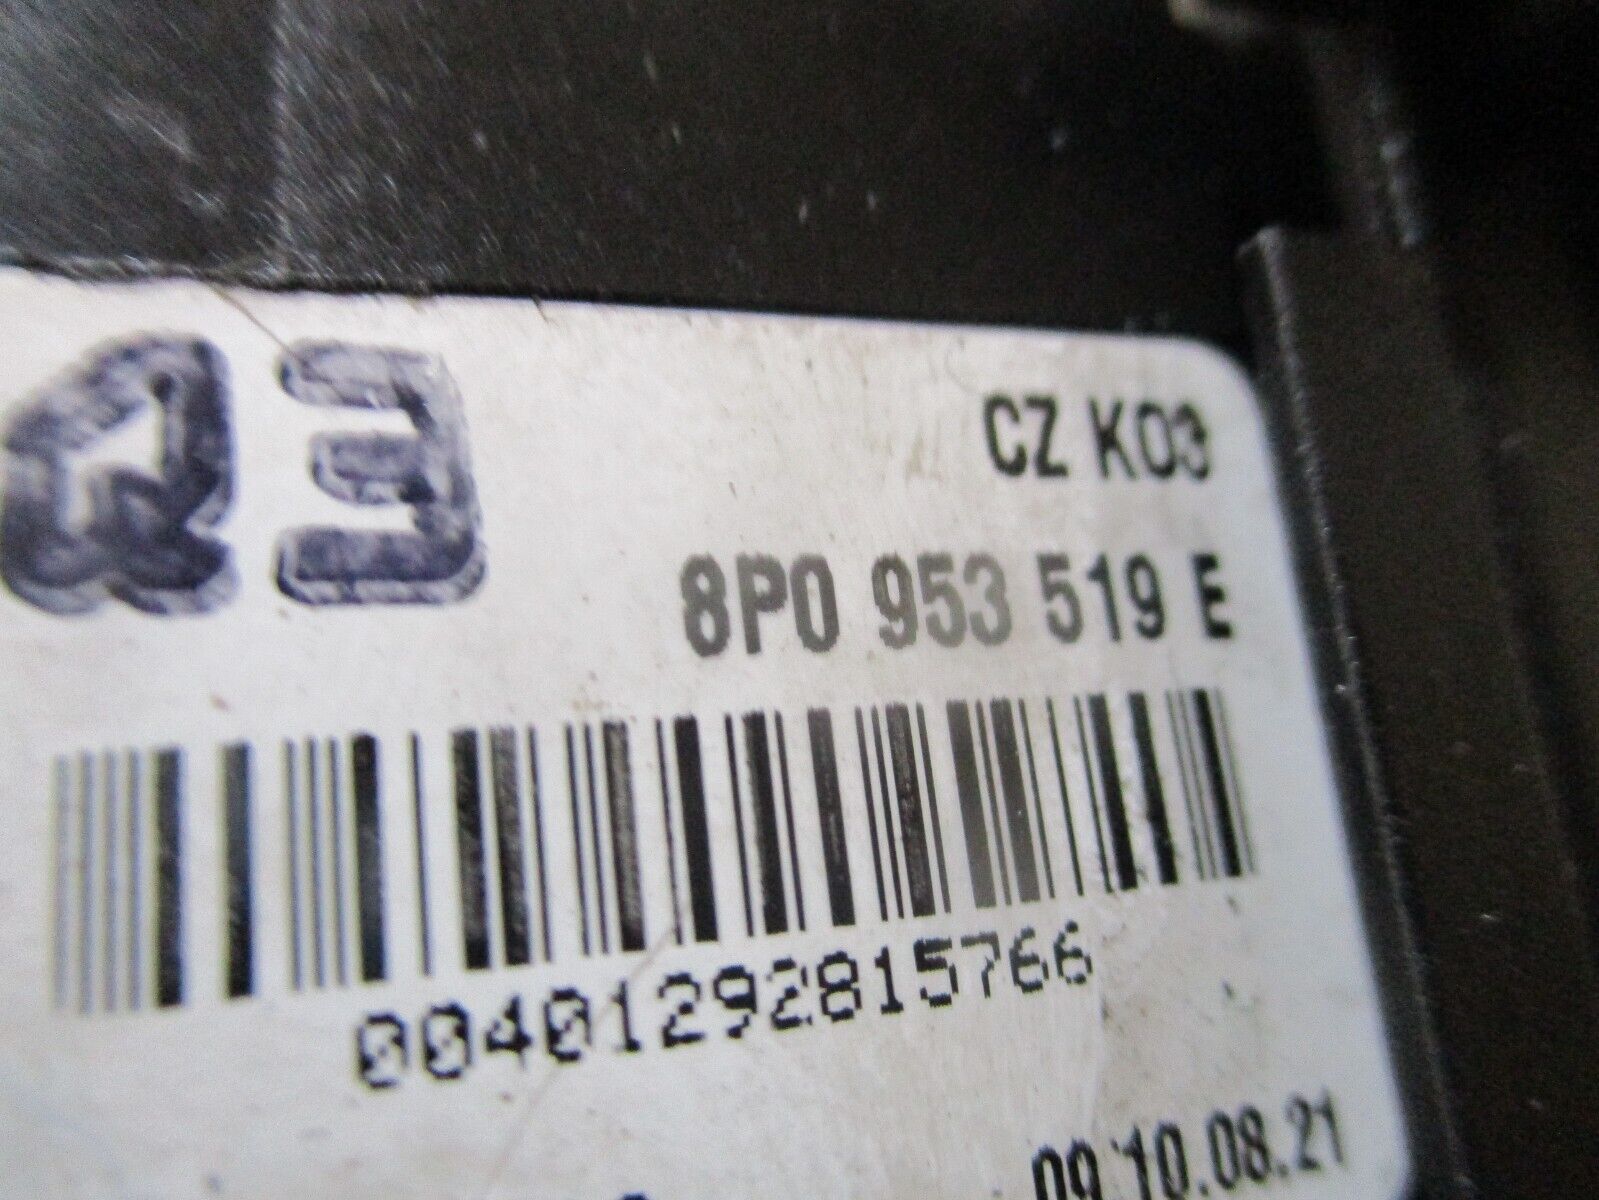 Q3
CZ K03
8P0 953 519 E
00401292815766
09.10.08.21